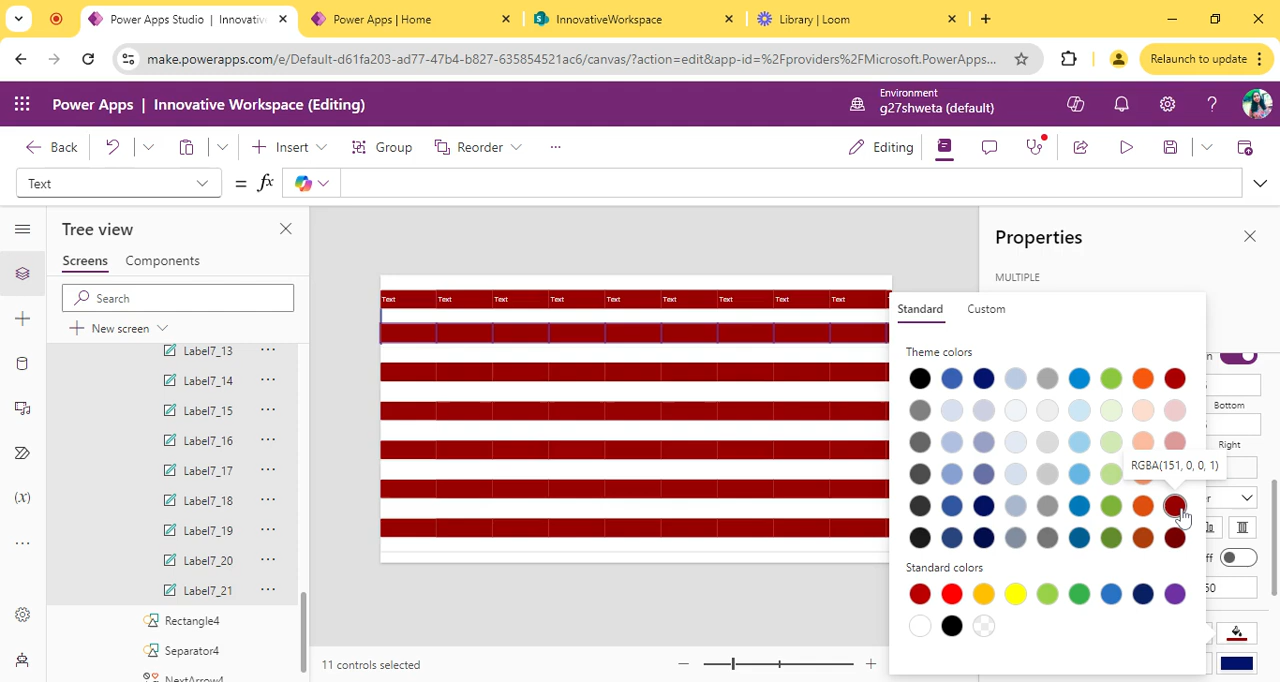 Power Apps Studio | Innovativ
Power Apps | Home
InnovativeWorkspace
Library | Loom
make.powerapps.com/e/Default-d61fa203-ad77-47b4-b827-635854521ac6/canvas/?action=edit&app-id=%2Fproviders%2FMicrosoft.PowerApps...
Relaunch to update
Power Apps | Innovative Workspace (Editing)
Environment
g27shweta (default)
Back
Insert
Group
Reorder
...
Editing
Text
= fx
Tree view
Properties
Screens
Components
MULTIPLE
Search
New screen
Text Text Text Text Text Text Text Text Text
Standard
Custom
Theme colors
Label7_13
Label7_14
Label7_15
Label7_16
Label7_17
Label7_18
Label7_19
Label7_20
Label7_21
Rectangle4
Separator4
NextArrow4
Bottom
Right
RGBA(151, 0, 0, 1)
Standard colors
50
11 controls selected